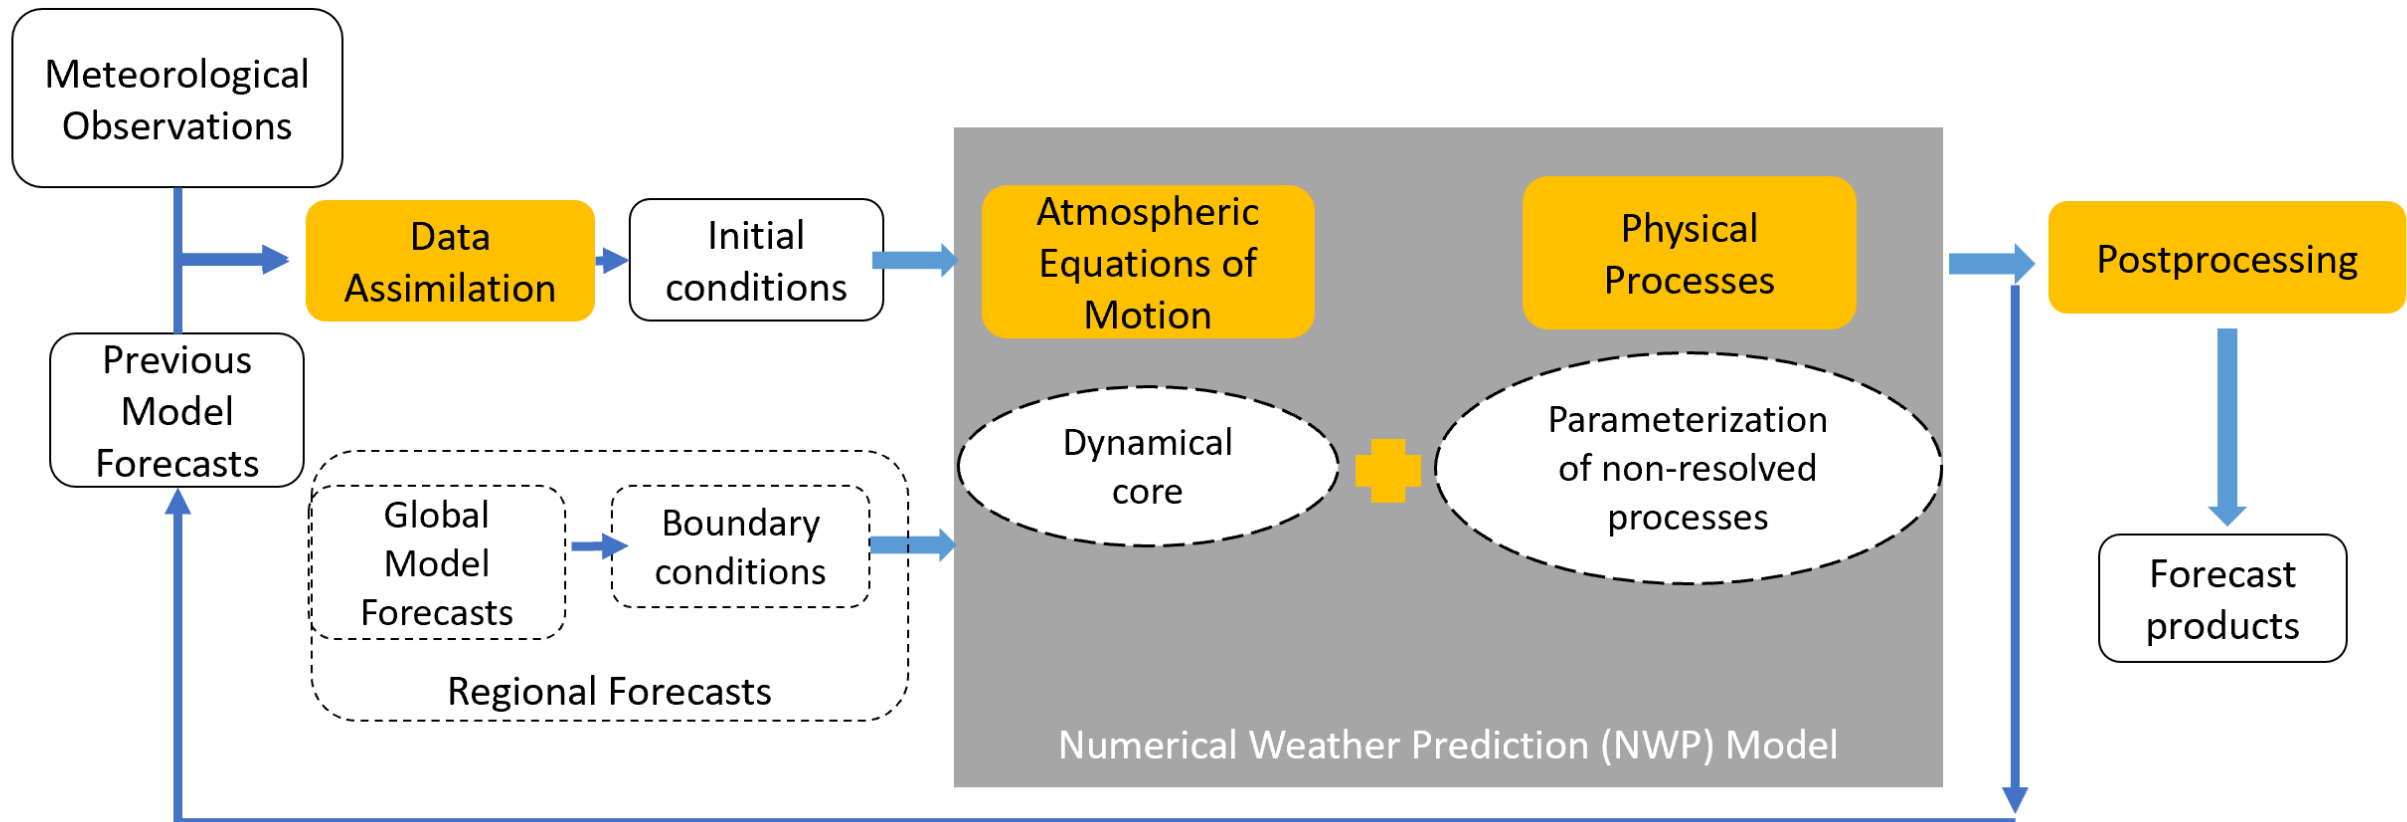 Meteorological
Observations
Data
Assimilation
Initial
conditions
Previous
Model
Forecasts
Global
Model
Forecasts
Boundary
conditions
Regional Forecasts
Atmospheric
Equations of
Motion
Physical
Processes
Dynamical
core
Parameterization
of non-resolved
processes
Numerical Weather Prediction (NWP) Model
Postprocessing
Forecast
products